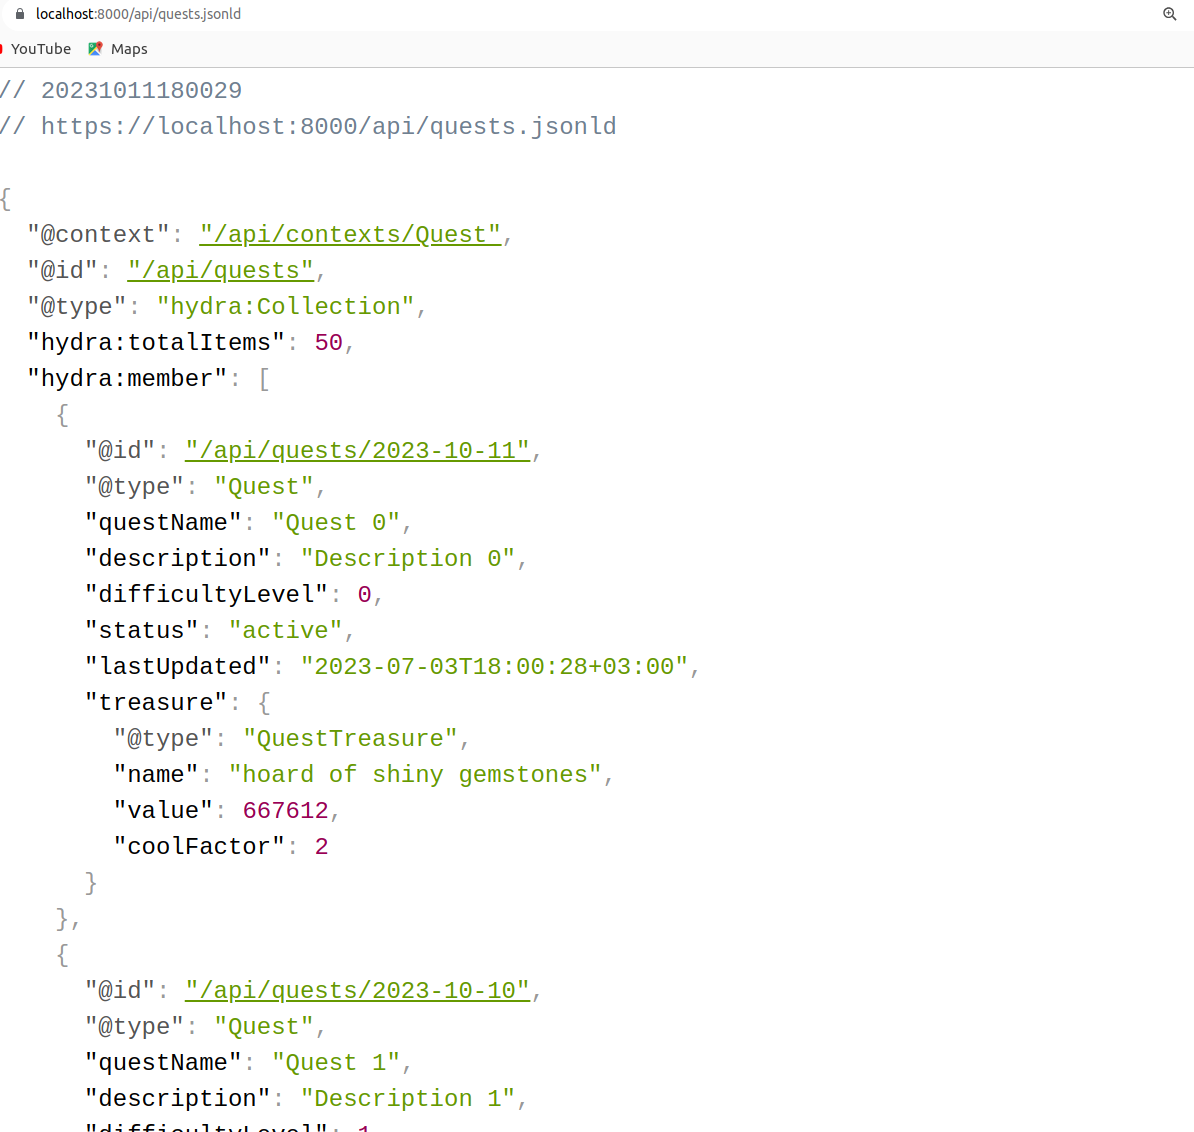 localhost:8000/api/quests.jsonld
YouTube Maps
// 20231011180029
// https://localhost:8000/api/quests.jsonld
{
"@context": "/api/contexts/Quest",
"@id": "/api/quests",
"@type": "hydra:Collection",
"hydra:totalItems": 50,
"hydra:member": [
{
"@id": "/api/quests/2023-10-11",
"@type": "Quest",
"questName": "Quest 0",
"description": "Description 0",
"difficultyLevel": 0,
"status": "active",
"lastUpdated": "2023-07-03T18:00:28+03:00",
"treasure": {
"@type": "QuestTreasure",
"name": "hoard of shiny gemstones",
"value": 667612,
"coolFactor": 2
}
},
{
"@id": "/api/quests/2023-10-10",
"@type": "Quest",
"questName": "Quest 1",
"description": "Description 1",
"difficultyLevel": 1